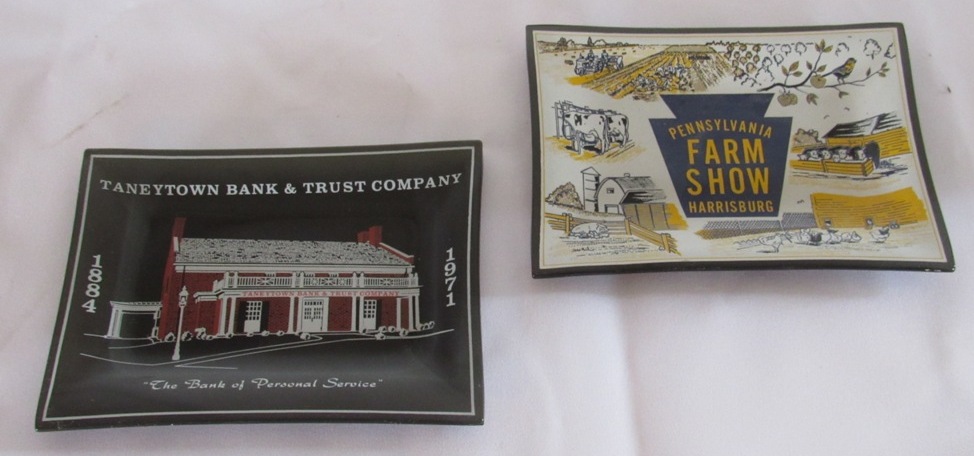 TANEYTOWN BANK & TRUST COMPANY
1884
1971
TANEYTOWN BANK & TRUST COMPANY
"The Bank of Personal Service"
PENNSYLVANIA
FARM
SHOW
HARRISBURG